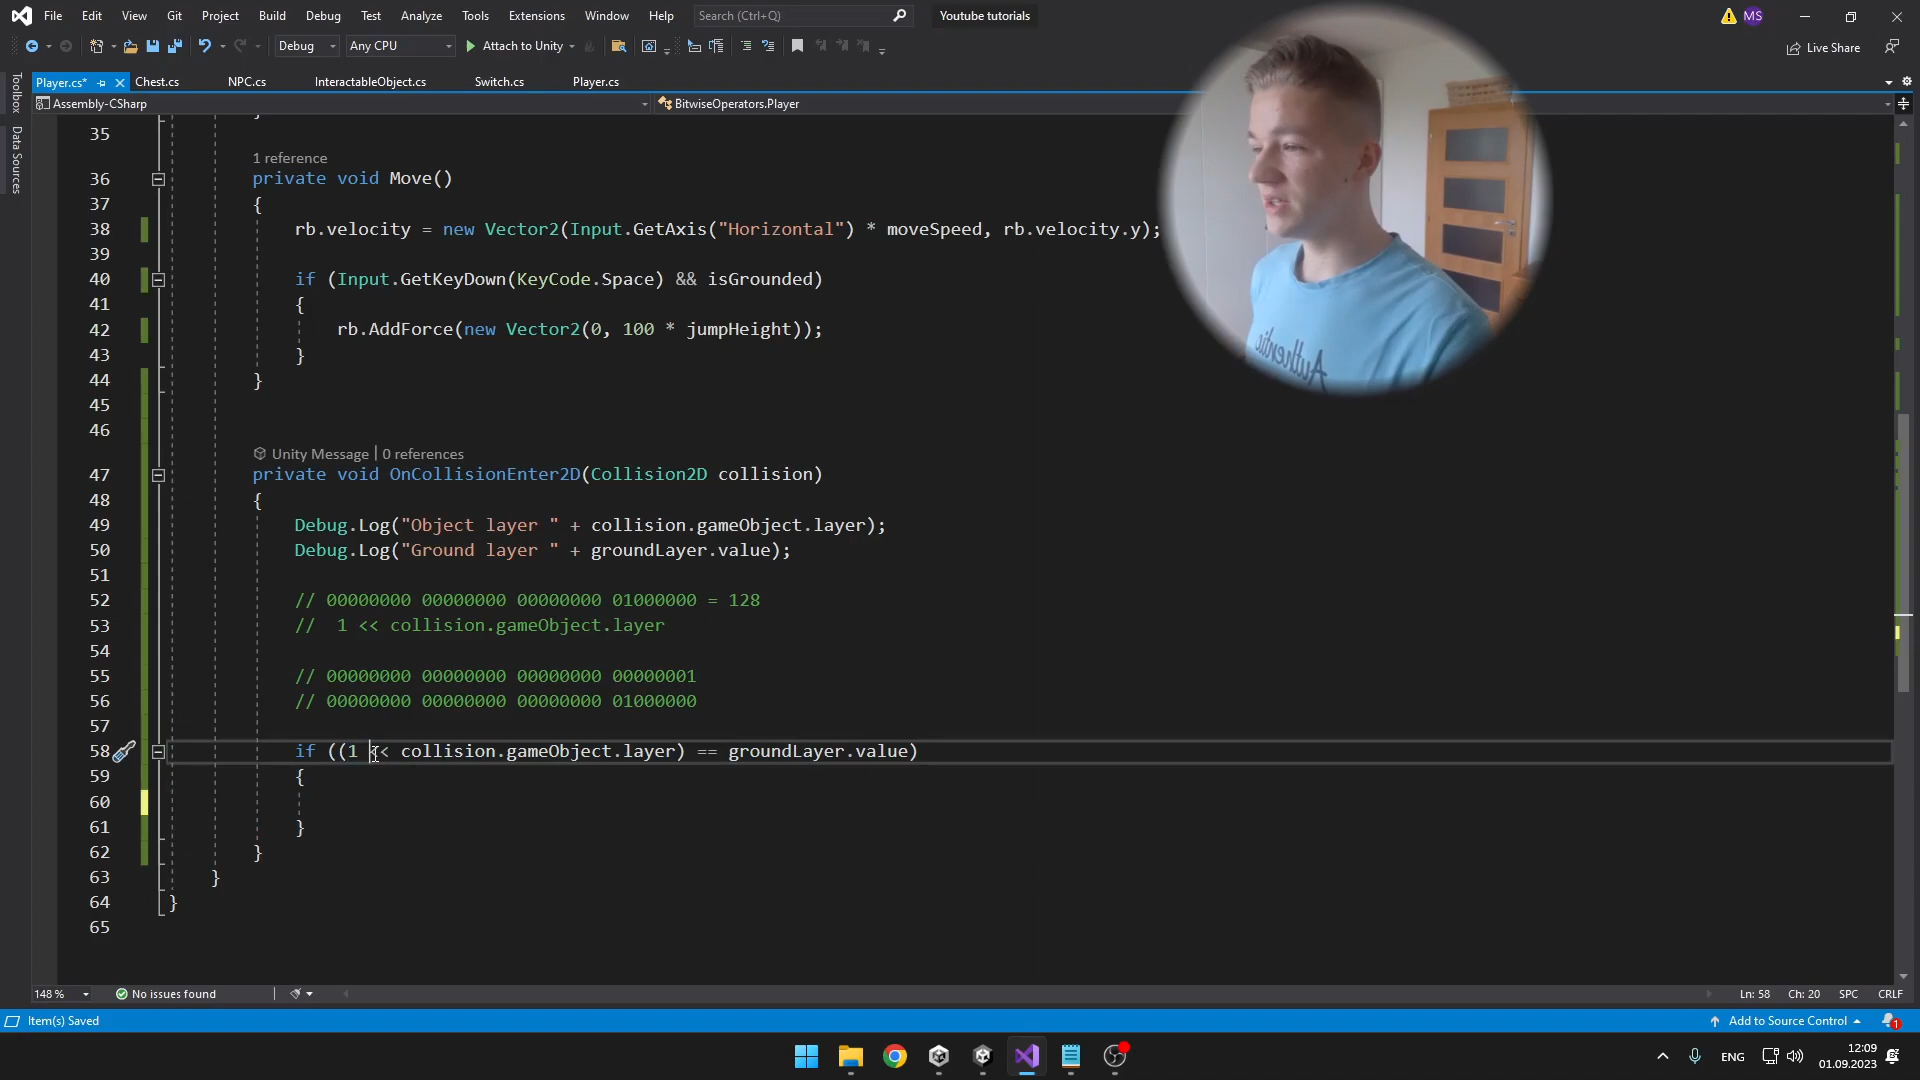 File Edit View Git Project Build Debug Test Analyze Tools Extensions Window Help Search (Ctrl+Q) Youtube tutorials MS
Debug Any CPU Attach to Unity Live Share
Player.cs* Chest.cs NPC.cs InteractableObject.cs Switch.cs Player.cs
Assembly-CSharp BitwiseOperators.Player
Toolbox
Data Sources
35
1 reference
36 private void Move()
37 {
38 rb.velocity = new Vector2(Input.GetAxis("Horizontal") * moveSpeed, rb.velocity.y);
39
40 if (Input.GetKeyDown(KeyCode.Space) && isGrounded)
41 {
42 rb.AddForce(new Vector2(0, 100 * jumpHeight));
43 }
44 }
45
46
Unity Message | 0 references
47 private void OnCollisionEnter2D(Collision2D collision)
48 {
49 Debug.Log("Object layer " + collision.gameObject.layer);
50 Debug.Log("Ground layer " + groundLayer.value);
51
52 // 00000000 00000000 00000000 01000000 = 128
53 // 1 << collision.gameObject.layer
54
55 // 00000000 00000000 00000000 00000001
56 // 00000000 00000000 00000000 01000000
57
58 if ((1 << collision.gameObject.layer) == groundLayer.value)
59 {
60
61 }
62 }
63 }
64 }
65
Authentic
148 % No issues found Ln: 58 Ch: 20 SPC CRLF
Item(s) Saved Add to Source Control 1
ENG 12:09
01.09.2023